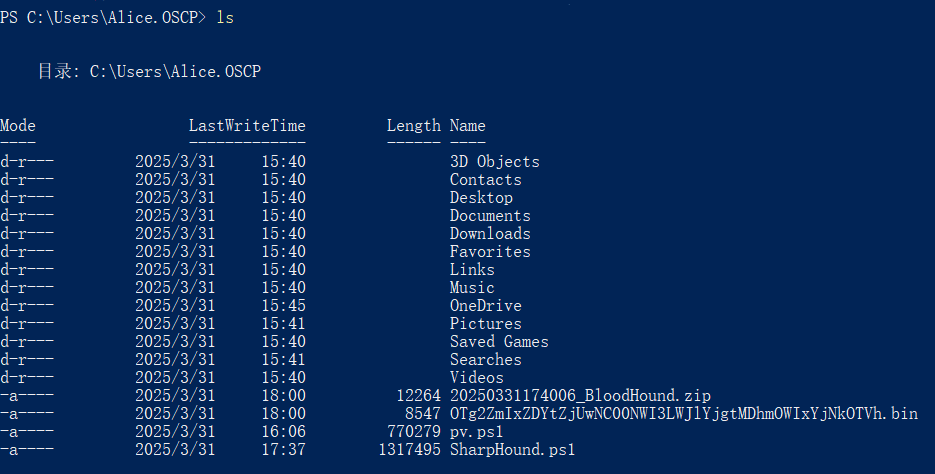 PS C:\Users\Alice.OSCP> ls
目录: C:\Users\Alice.OSCP
Mode LastWriteTime Length Name
---- ------------- ------ ----
d-r--- 2025/3/31 15:40 3D Objects
d-r--- 2025/3/31 15:40 Contacts
d-r--- 2025/3/31 15:40 Desktop
d-r--- 2025/3/31 15:40 Documents
d-r--- 2025/3/31 15:40 Downloads
d-r--- 2025/3/31 15:40 Favorites
d-r--- 2025/3/31 15:40 Links
d-r--- 2025/3/31 15:40 Music
d-r--- 2025/3/31 15:45 OneDrive
d-r--- 2025/3/31 15:41 Pictures
d-r--- 2025/3/31 15:40 Saved Games
d-r--- 2025/3/31 15:41 Searches
d-r--- 2025/3/31 15:40 Videos
-a---- 2025/3/31 18:00 12264 20250331174006_BloodHound.zip
-a---- 2025/3/31 18:00 8547 OTg2ZmIxZDYtZjUwNC00NWI3LWJlYjgtMDhmOWIxYjNkOTVh.bin
-a---- 2025/3/31 16:06 770279 pv.ps1
-a---- 2025/3/31 17:37 1317495 SharpHound.ps1